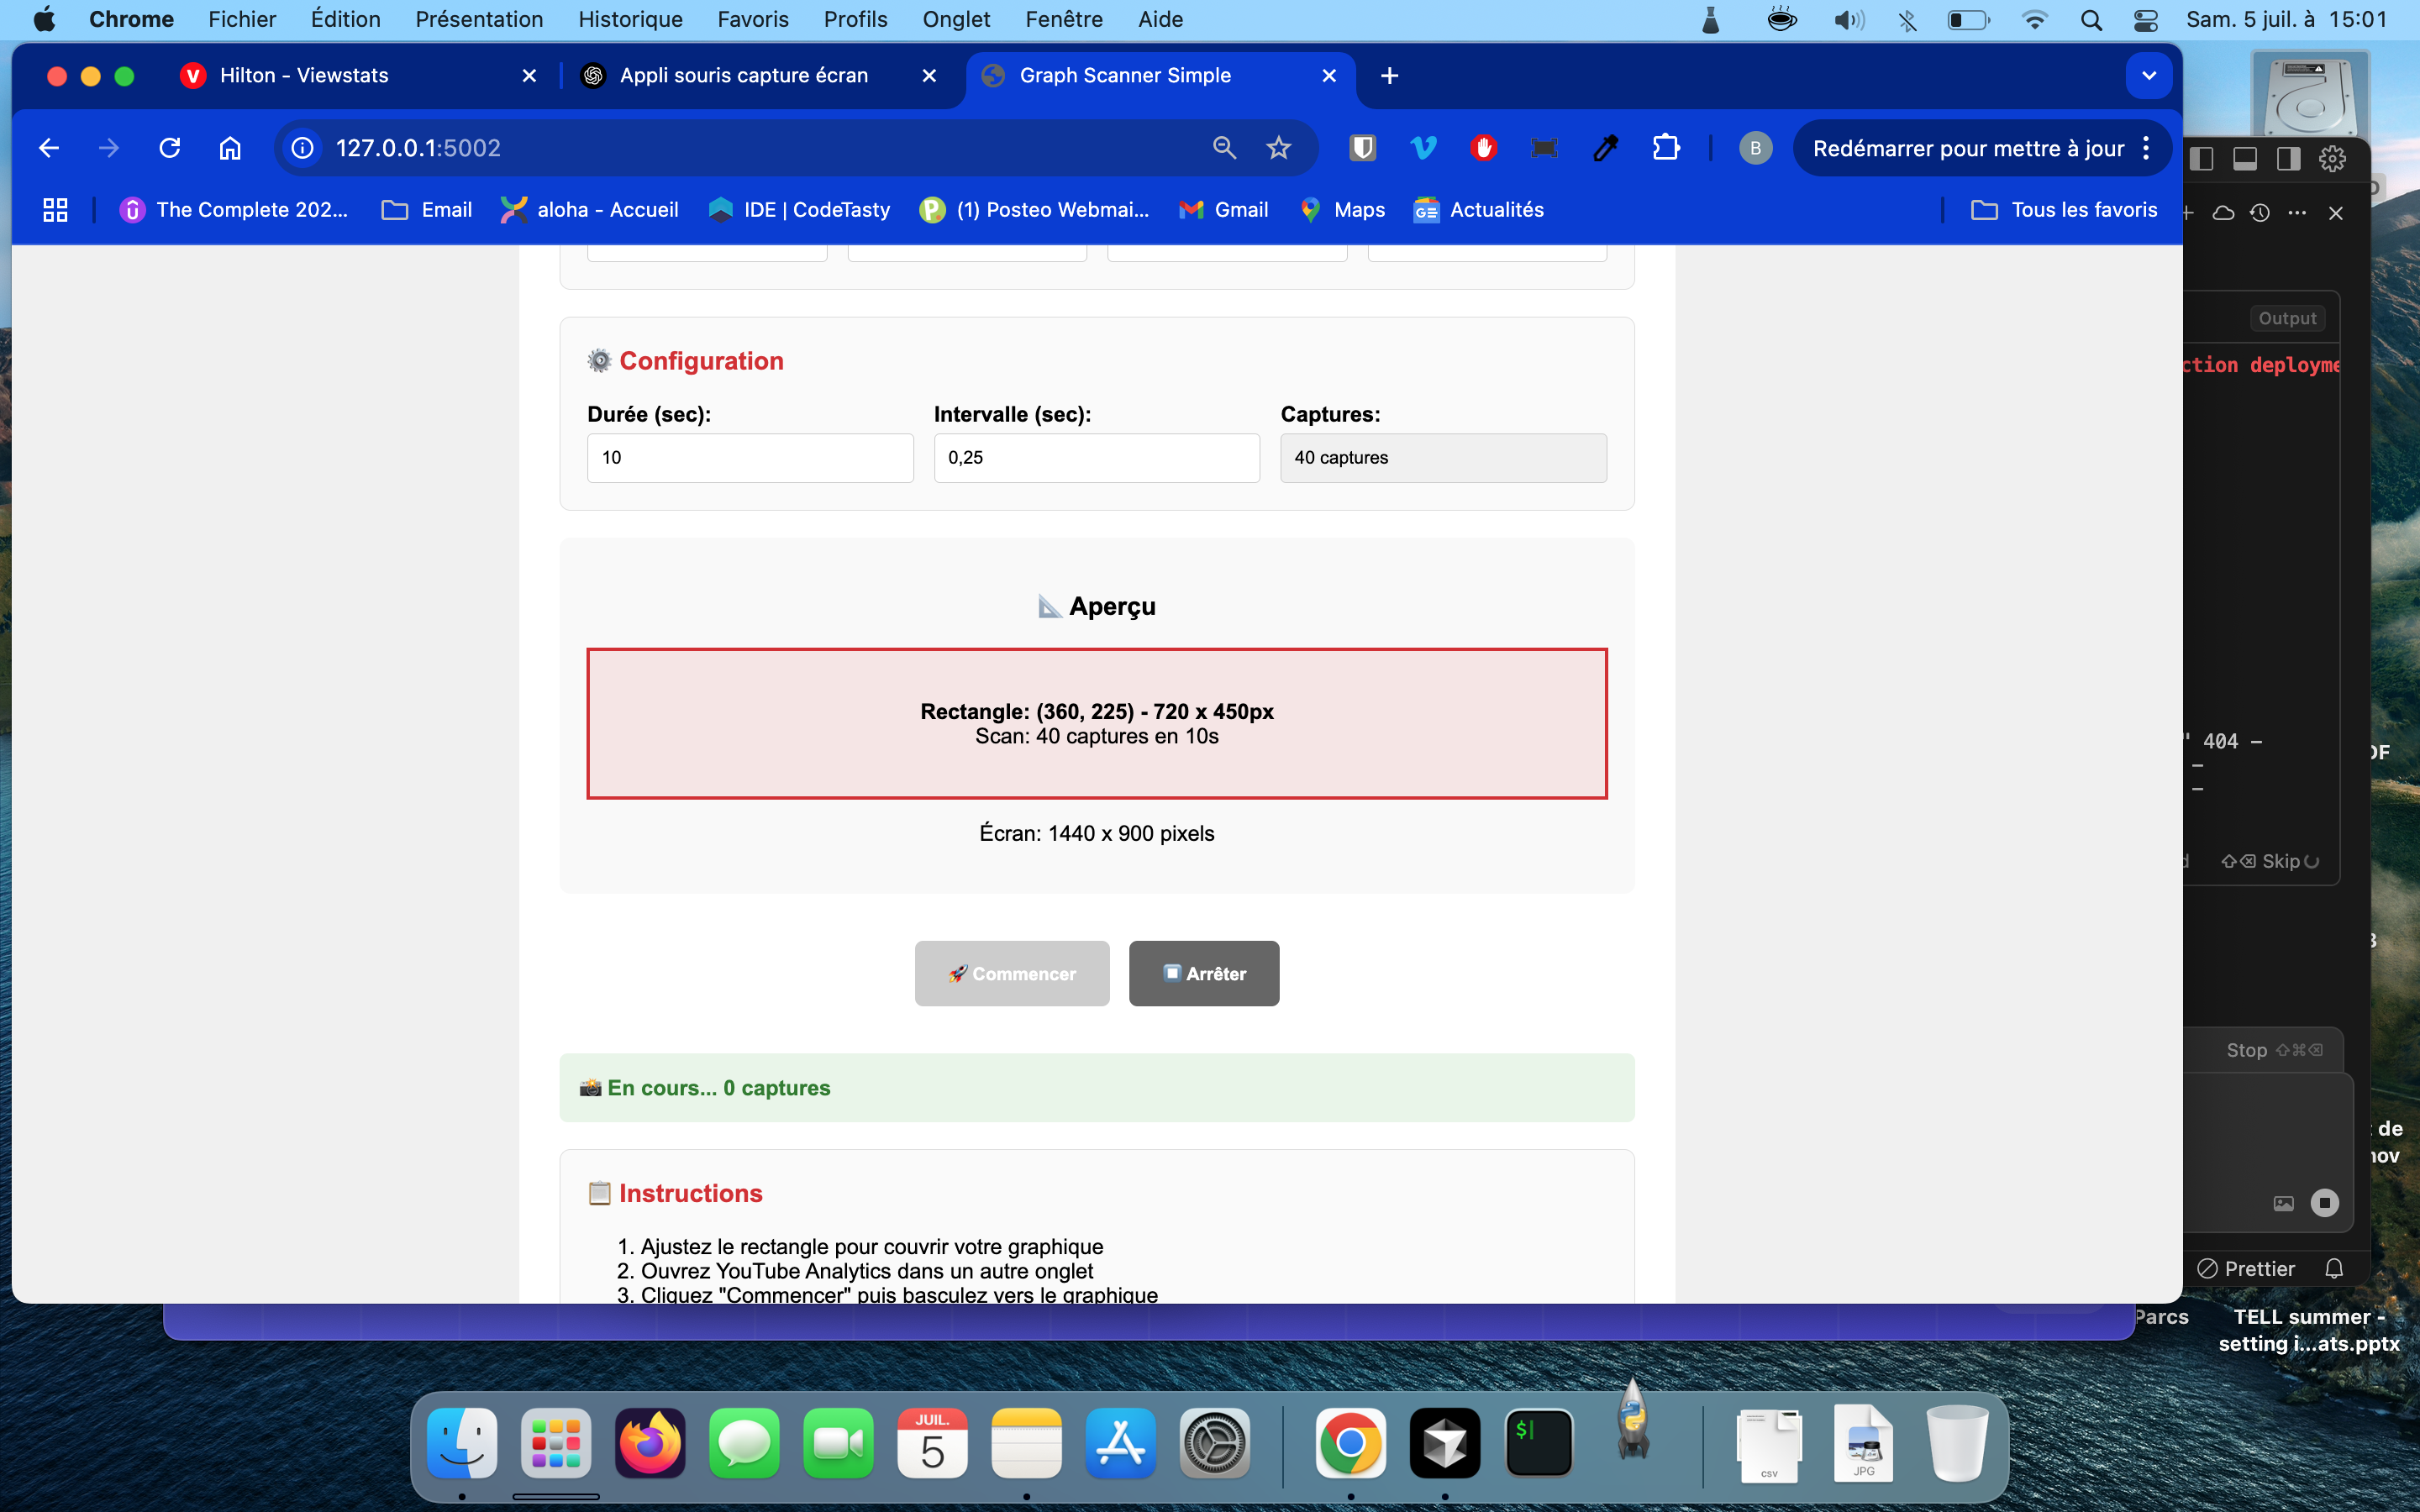 Chrome Fichier Édition Présentation Historique Favoris Profils Onglet Fenêtre Aide Sam. 5 juil. à 15:01
V Hilton - Viewstats Appli souris capture écran Graph Scanner Simple
127.0.0.1:5002 B Redémarrer pour mettre à jour
The Complete 202... Email aloha - Accueil IDE | CodeTasty (1) Posteo Webmai... Gmail Maps Actualités Tous les favoris
Output
Configuration
ction deployme
Durée (sec): Intervalle (sec): Captures:
10 0,25 40 captures
Aperçu
Rectangle: (360, 225) - 720 x 450px
Scan: 40 captures en 10s
" 404 -
-
-
DF
Écran: 1440 x 900 pixels
Skip
Commencer Arrêter
Stop
En cours... 0 captures
de
nov
Instructions
1. Ajustez le rectangle pour couvrir votre graphique
2. Ouvrez YouTube Analytics dans un autre onglet
3. Cliquez "Commencer" puis basculez vers le graphique
Prettier
Parcs
TELL summer -
setting i...ats.pptx
JUIL.
5
$
csv
JPG